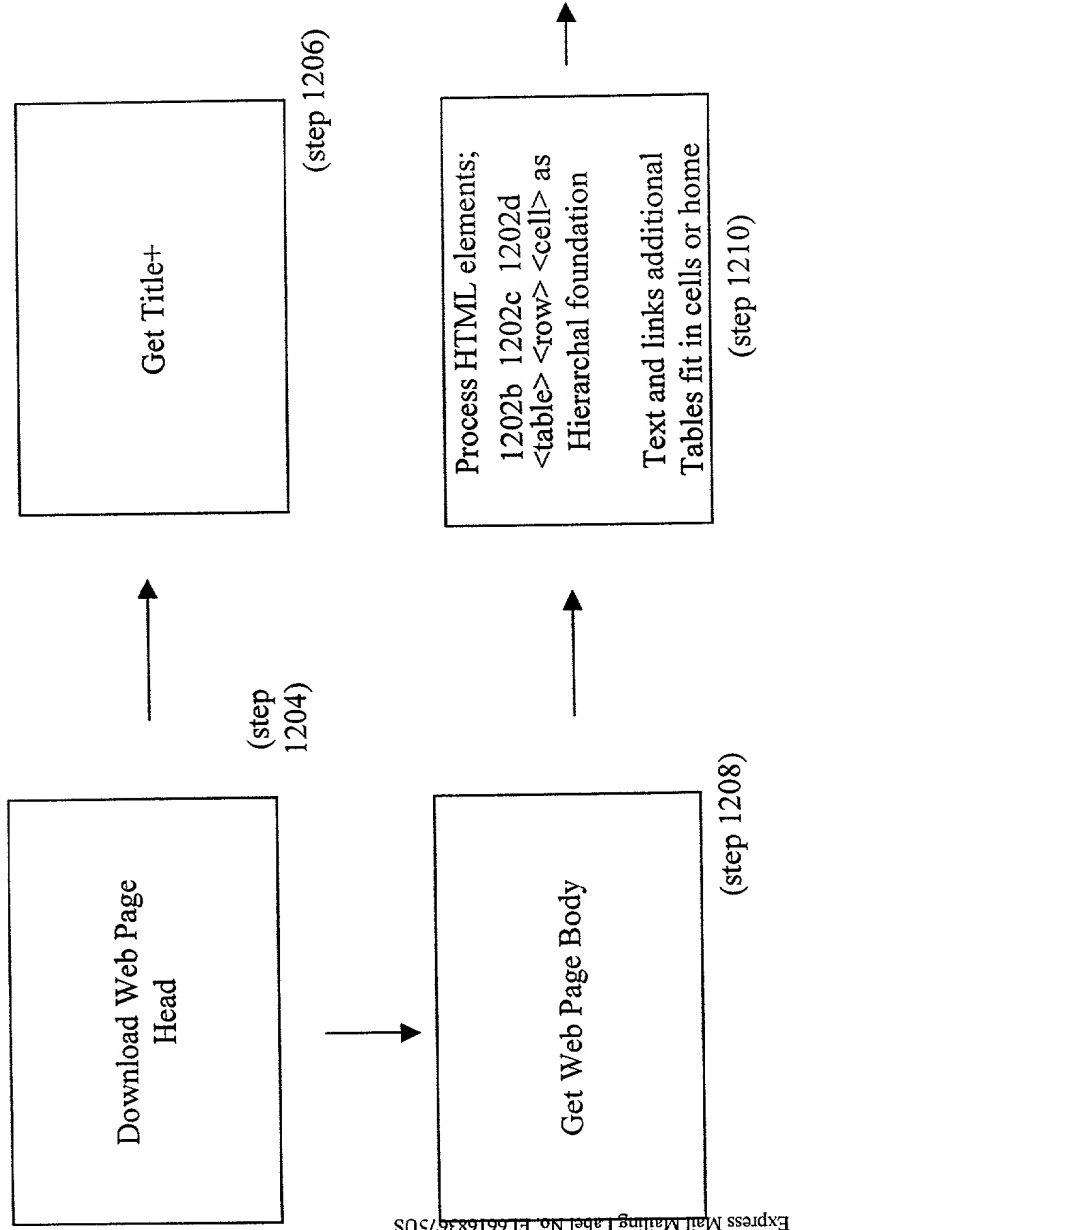 Download Web Page
Head
(step
1204)
Get Title+
(step 1206)
Get Web Page Body
(step 1208)
Process HTML elements;
1202b 1202c 1202d
<table> <row> <cell> as
Hierarchal foundation
Text and links additional
Tables fit in cells or home
(step 1210)
Express Mail Mailing Label No.